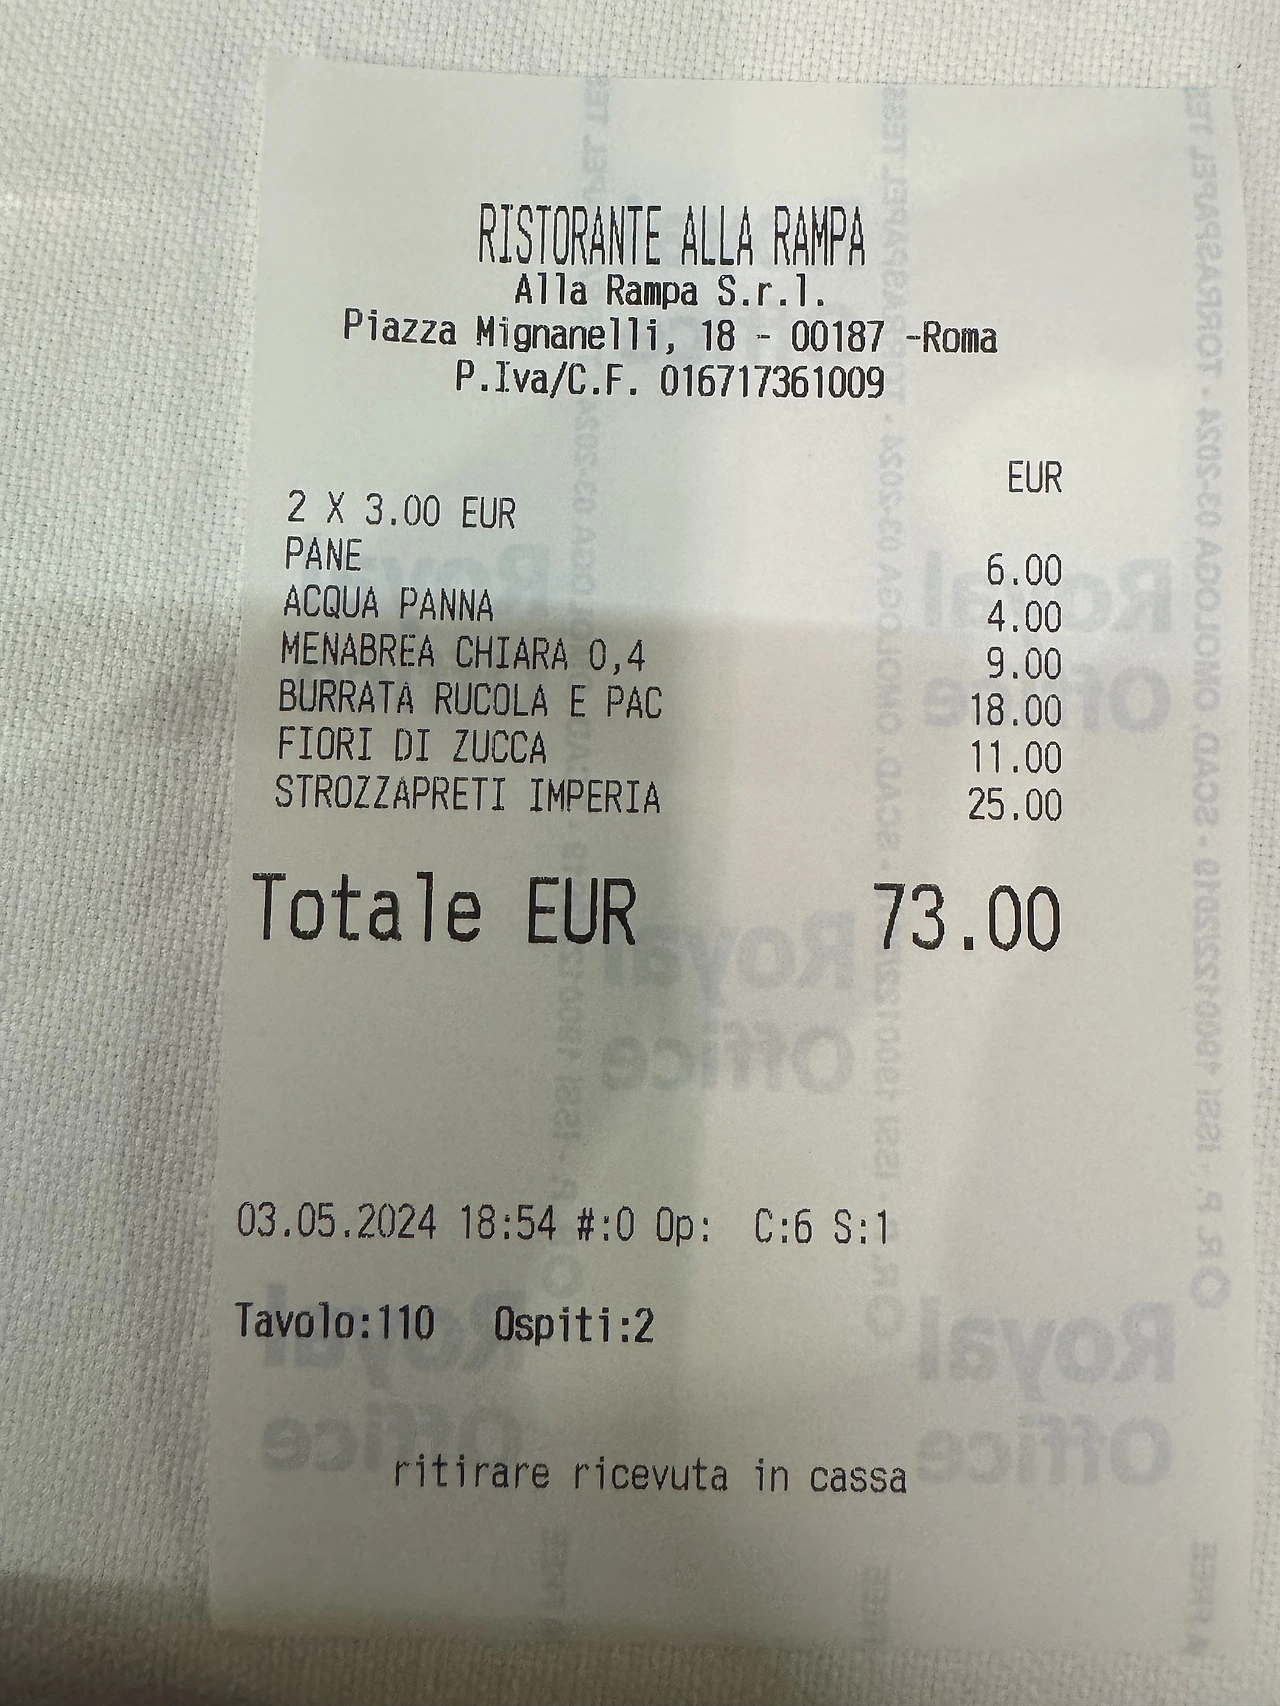 RISTORANTE ALLA RAMPA
Alla Rampa S.r.l.
Piazza Mignanelli, 18 - 00187 -Roma
P.Iva/C.F. 016717361009
EUR
2 X 3.00 EUR
PANE 6.00
ACQUA PANNA 4.00
MENABREA CHIARA 0,4 9.00
BURRATA RUCOLA E PAC 18.00
FIORI DI ZUCCA 11.00
STROZZAPRETI IMPERIA 25.00
Totale EUR 73.00
03.05.2024 18:54 #:0 Op: C:6 S:1
Tavolo:110 Ospiti:2
ritirare ricevuta in cassa
Royal
Office